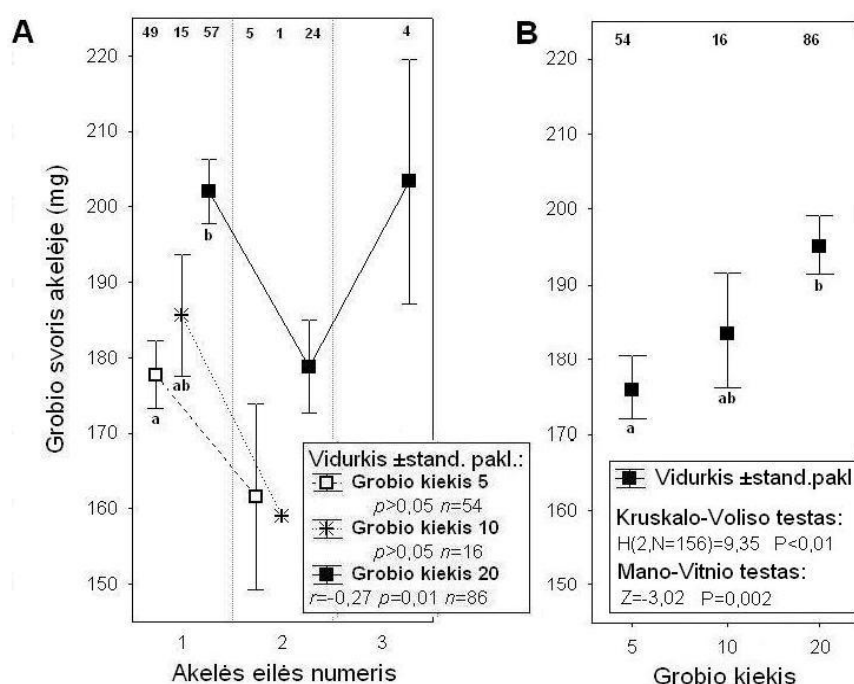 A
49 15 57 5 1 24 4
220
210
200
190
180
170
160
150
Grobio svoris akelėje (mg)
b
ab
a
Vidurkis ±stand. pakl.:
Grobio kiekis 5
p>0,05 n=54
Grobio kiekis 10
p>0,05 n=16
Grobio kiekis 20
r=-0,27 p=0,01 n=86
1 2 3
Akelės eilės numeris
B
54 16 86
220
210
200
190
180
170
160
150
b
ab
a
Vidurkis ±stand.pakl
Kruskalo-Voliso testas:
H(2,N=156)=9,35 P<0,01
Mano-Vitnio testas:
Z=-3,02 P=0,002
5 10 20
Grobio kiekis